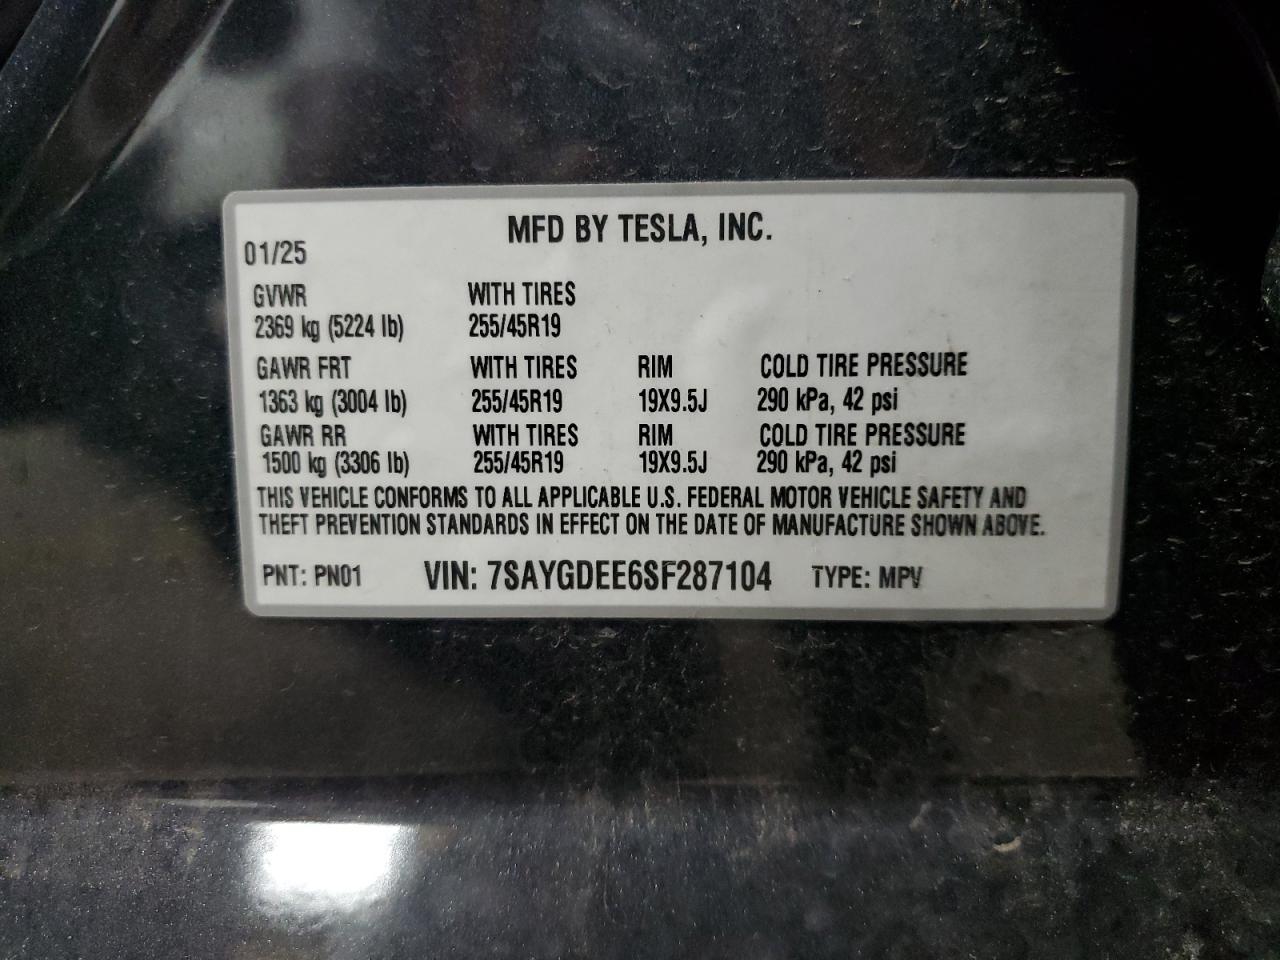 MFD BY TESLA, INC.
01/25
GVWR WITH TIRES
2369 kg (5224 lb) 255/45R19
GAWR FRT WITH TIRES RIM COLD TIRE PRESSURE
1363 kg (3004 lb) 255/45R19 19X9.5J 290 kPa, 42 psi
GAWR RR WITH TIRES RIM COLD TIRE PRESSURE
1500 kg (3306 lb) 255/45R19 19X9.5J 290 kPa, 42 psi
THIS VEHICLE CONFORMS TO ALL APPLICABLE U.S. FEDERAL MOTOR VEHICLE SAFETY AND
THEFT PREVENTION STANDARDS IN EFFECT ON THE DATE OF MANUFACTURE SHOWN ABOVE.
PNT: PN01 VIN: 7SAYGDEE6SF287104 TYPE: MPV